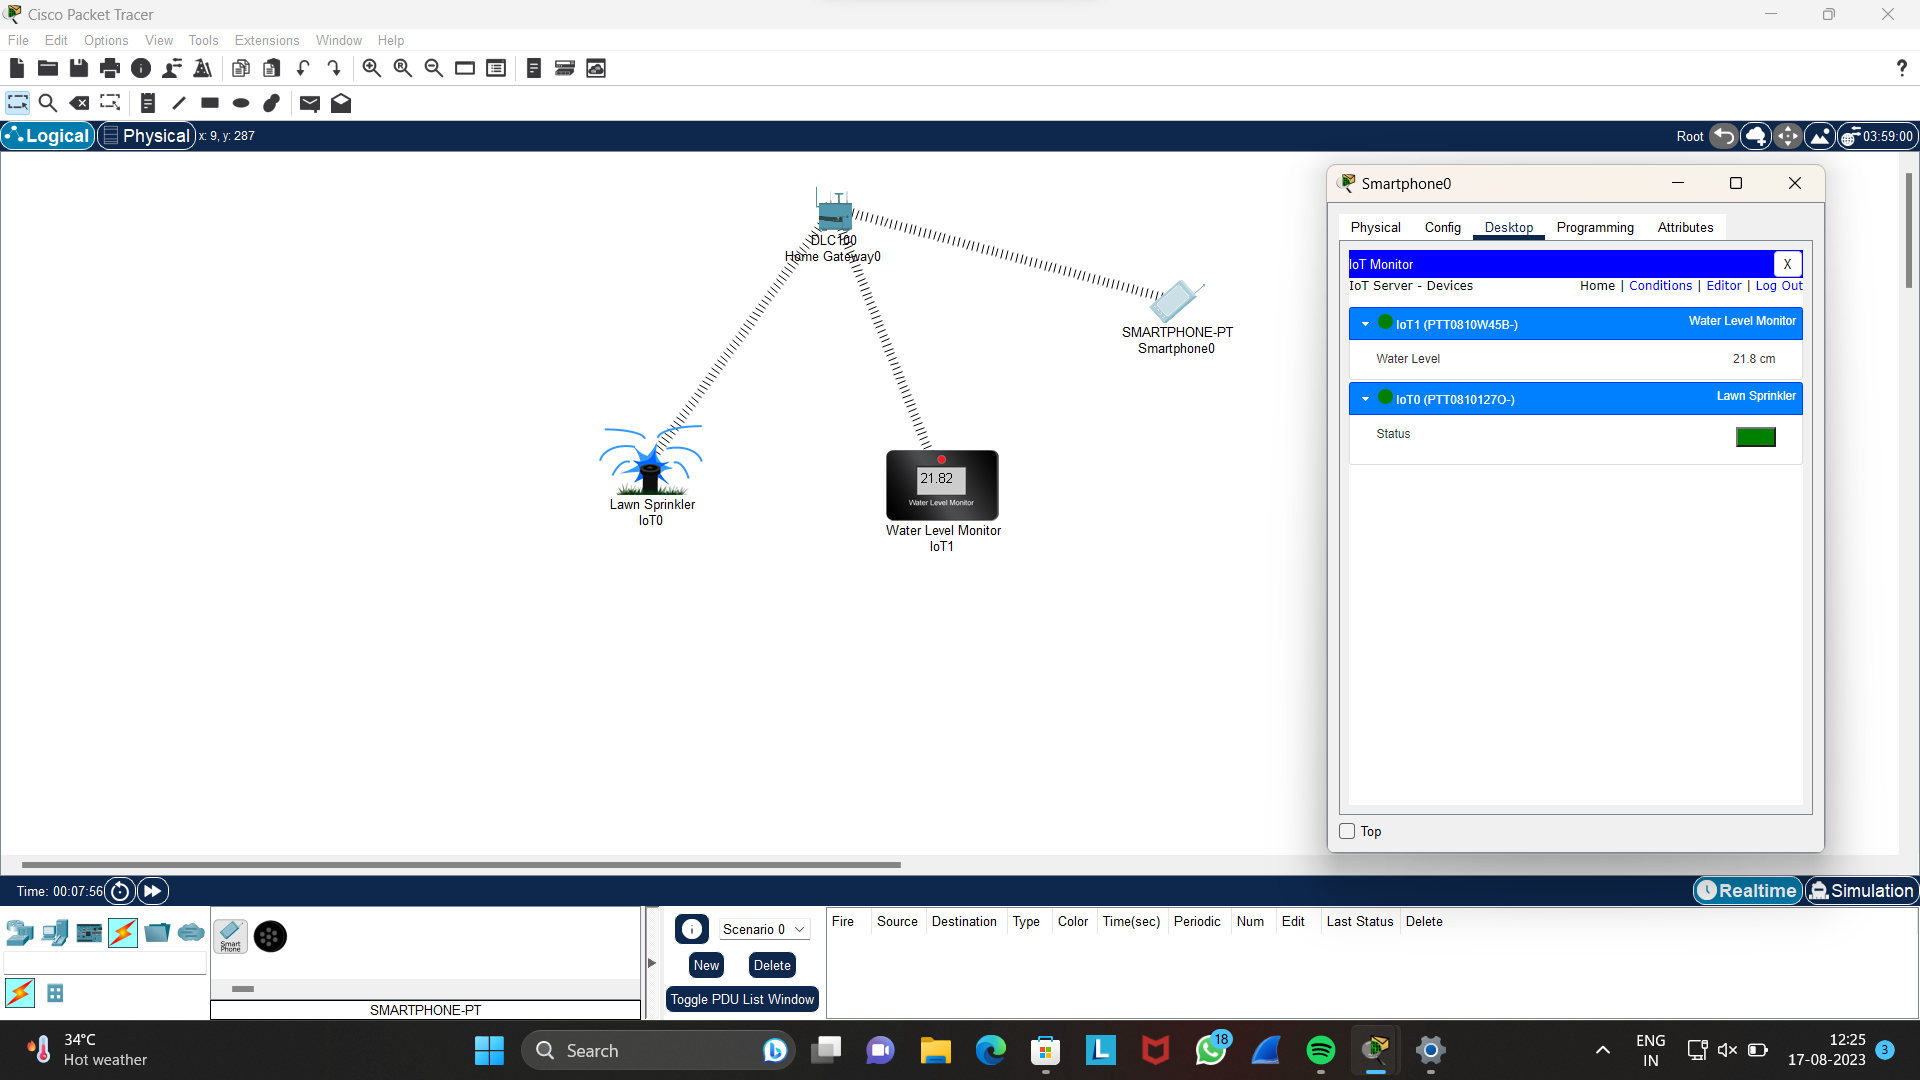 Cisco Packet Tracer
File Edit Options View Tools Extensions Window Help
?
Logical Physical x: 9, y: 287 Root 03:59:00
DLC100
Home Gateway0
SMARTPHONE-PT
Smartphone0
Lawn Sprinkler
IoT0
21.82
Water Level Monitor
Water Level Monitor
IoT1
Smartphone0
Physical Config Desktop Programming Attributes
IoT Monitor X
IoT Server - Devices Home | Conditions | Editor | Log Out
IoT1 (PTT0810W45B-) Water Level Monitor
Water Level 21.8 cm
IoT0 (PTT0810127O-) Lawn Sprinkler
Status
Top
Time: 00:07:56 Realtime Simulation
Smart Phone
SMARTPHONE-PT
Scenario 0
New Delete
Toggle PDU List Window
Fire Source Destination Type Color Time(sec) Periodic Num Edit Last Status Delete
34°C
Hot weather
Search
L
18
ENG
IN
12:25
17-08-2023
3